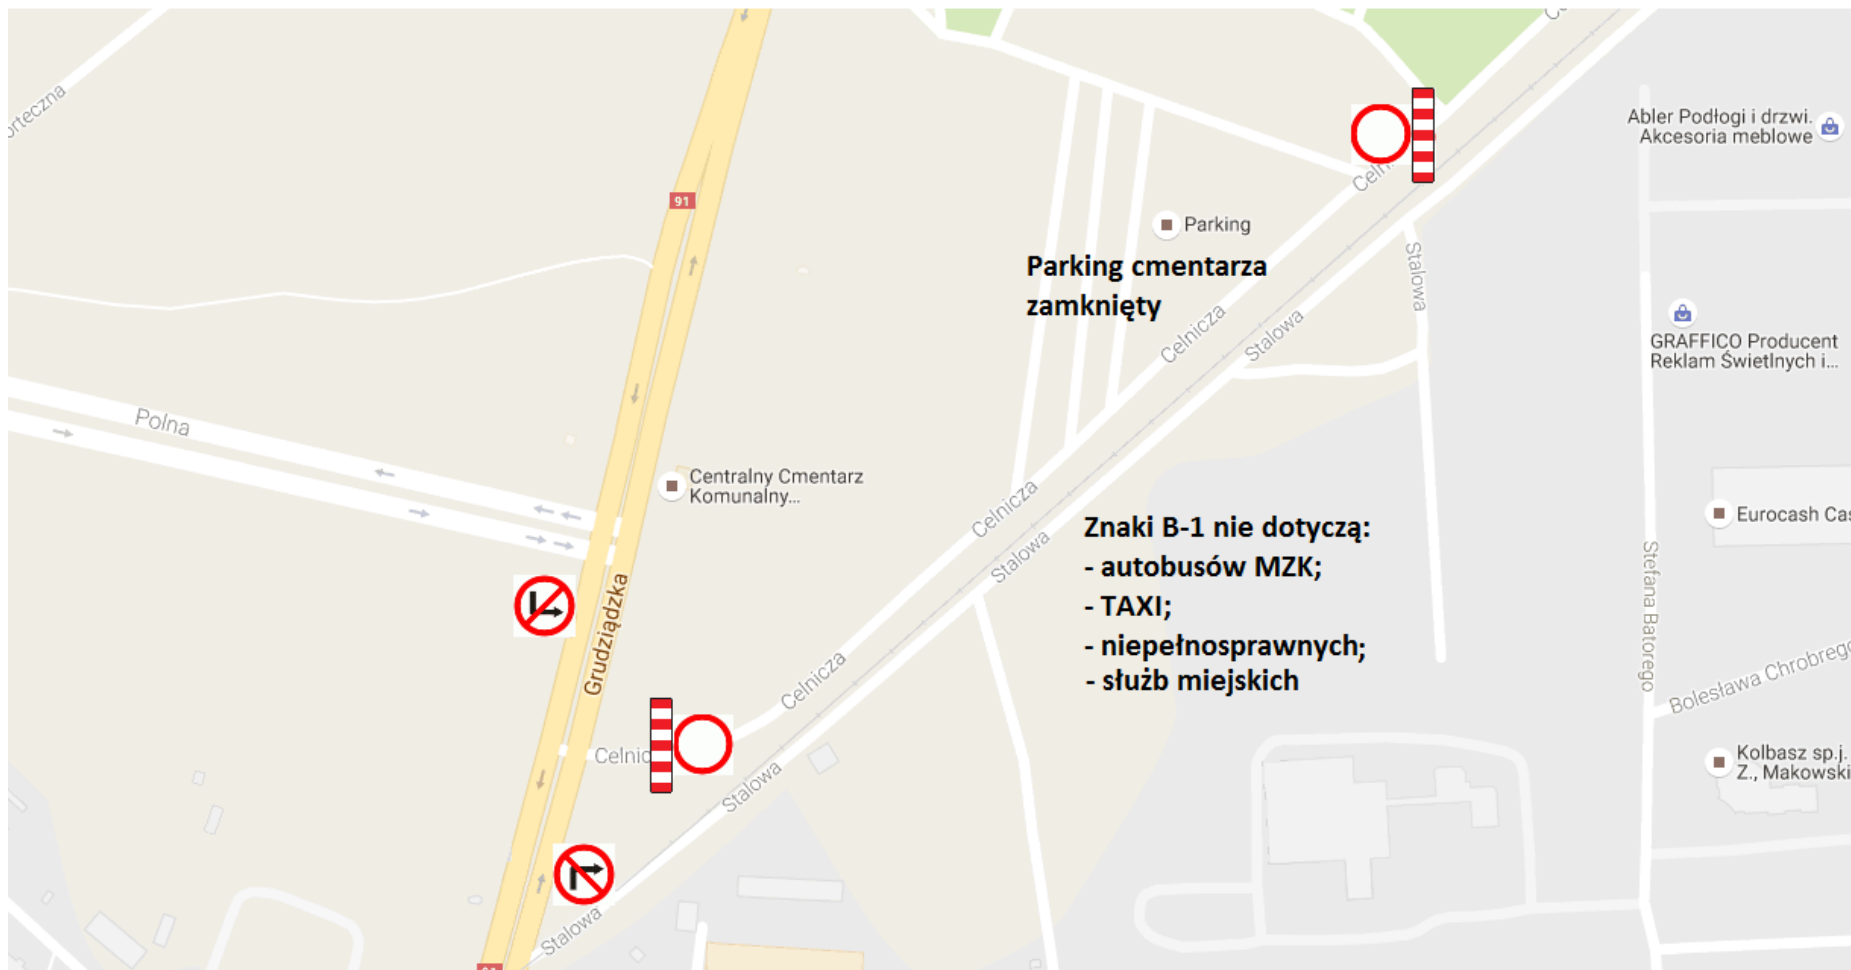 91
Abler Podłogi i drzwi.
Akcesoria meblowe
Parking
Parking cmentarza
zamknięty
Stalowa
Celnicza
Stalowa
GRAFFICO Producent
Reklam Świetlnych i...
Polna
Centralny Cmentarz
Komunalny...
Celnicza
Stalowa
Znaki B-1 nie dotyczą:
- autobusów MZK;
- TAXI;
- niepełnosprawnych;
- służb miejskich
Eurocash Cas
Stefana Batorego
Grudziądzka
Celnicza
Bolesława Chrobrego
Kolbasz sp.j.
Z., Makowski
Stalowa
Stalowa